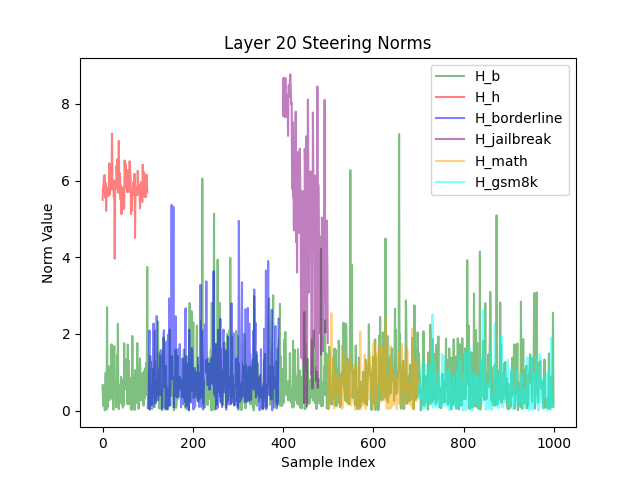 Layer 20 Steering Norms
H_b
H_h
H_borderline
H_jailbreak
H_math
H_gsm8k
Norm Value
8
6
4
2
0
0 200 400 600 800 1000
Sample Index